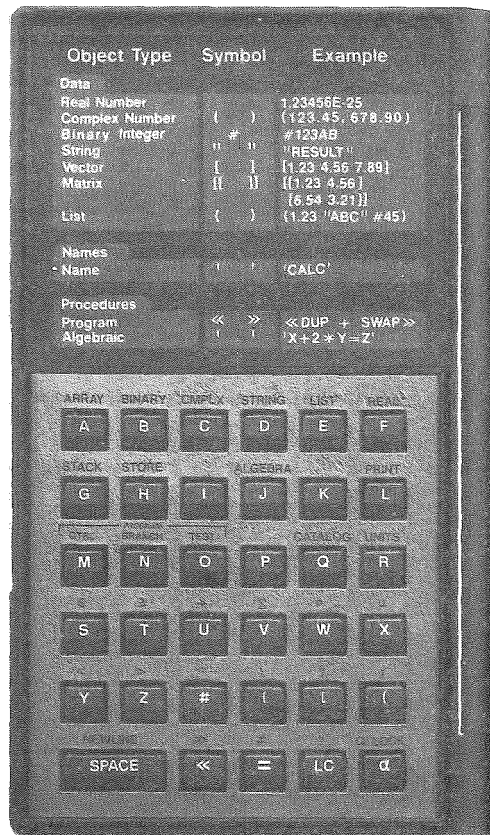 Object Type Symbol Example
Data
Real Number 1.23456E-25
Complex Number ( ) (123.45, 678.90)
Binary Integer # #123AB
String " " "RESULT"
Vector [ ] [1.23 4.56 7.89]
Matrix [[ ]] [[1.23 4.56]
[6.54 3.21]]
List { } {1.23 "ABC" #45}
Names
Name ' ' 'CALC'
Procedures
Program « » «DUP + SWAP»
Algebraic ' ' 'X+2*Y=Z'
ARRAY BINARY CMPLX STRING LIST REAL
A B C D E F
STACK STORE ALGEBRA PRINT
G H I J K L
BRANCH TEST CATALOG UNITS
M N O P Q R
S T U V W X
Y Z # { [ (
NEWLINE
SPACE « = LC α